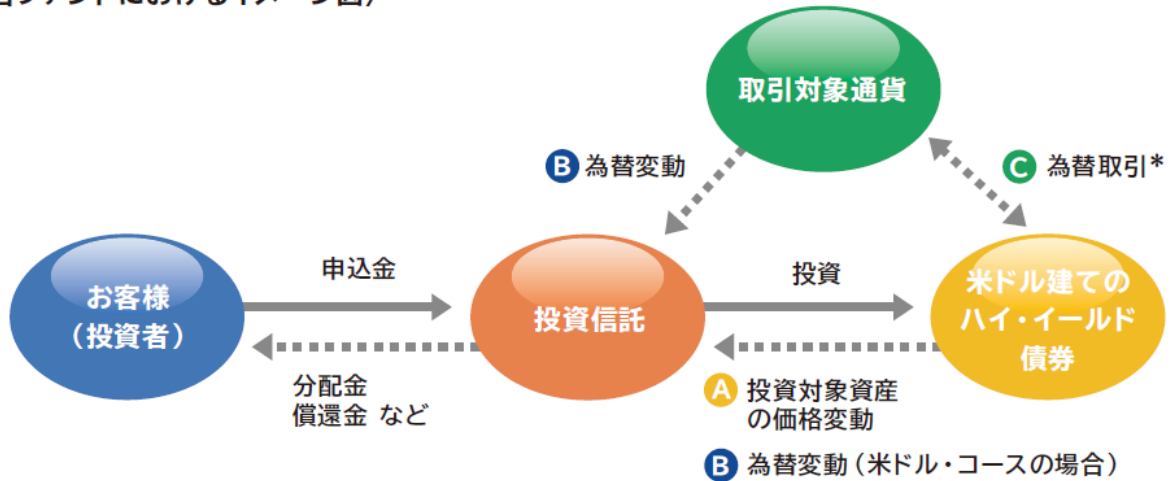 取引対象通貨
B 為替変動
C 為替取引*
お客様
（投資者）
申込金
投資信託
投資
米ドル建ての
ハイ・イールド
債券
分配金
償還金 など
A 投資対象資産
の価格変動
B 為替変動（米ドル・コースの場合）